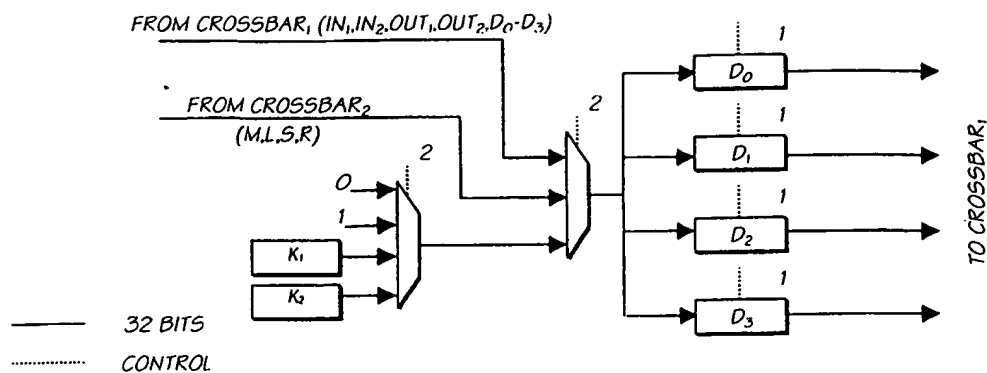 FROM CROSSBAR₁ (IN₁,IN₂,OUT₁,OUT₂,D₀-D₃)
1
D₀
FROM CROSSBAR₂
(M,L,S,R)
2
1
D₁
2
0
1
K₁
K₂
1
D₂
1
D₃
TO CROSSBAR₁
32 BITS
CONTROL